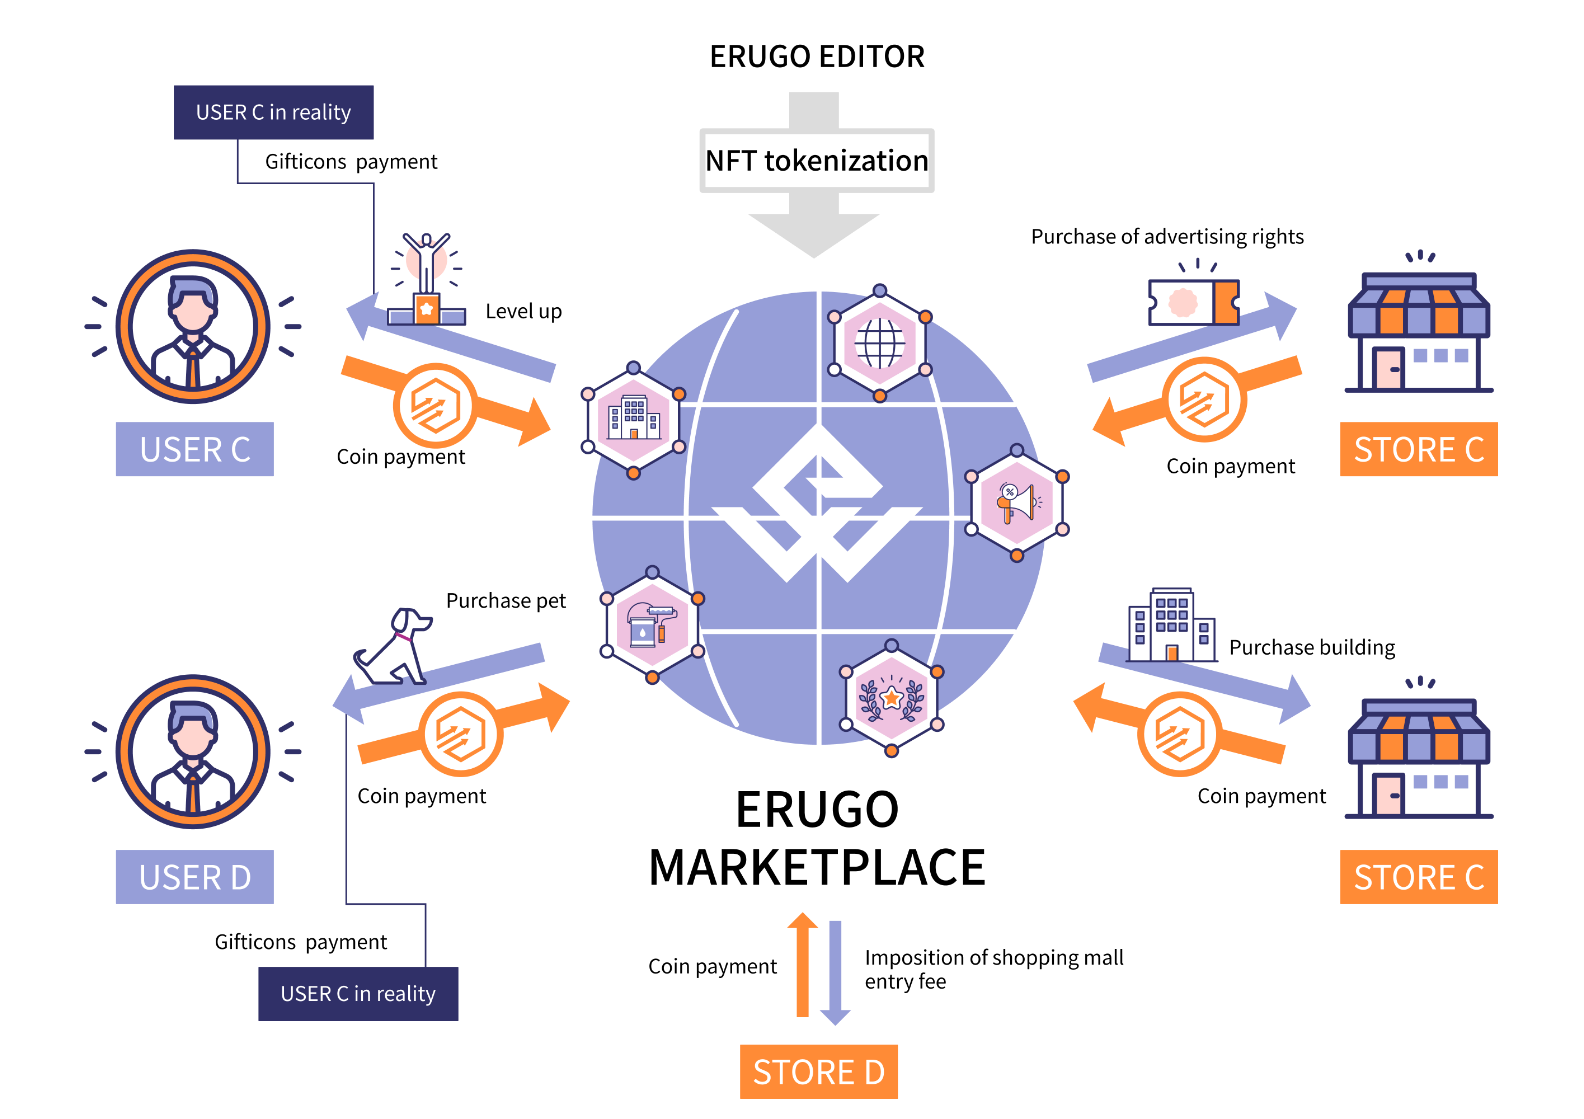 ERUGO EDITOR
USER C in reality
Gifticons payment
NFT tokenization
Purchase of advertising rights
Level up
USER C
Coin payment
Coin payment
STORE C
Purchase pet
Purchase building
USER D
Coin payment
Coin payment
STORE C
ERUGO
MARKETPLACE
Gifticons payment
USER C in reality
Coin payment
Imposition of shopping mall
entry fee
STORE D